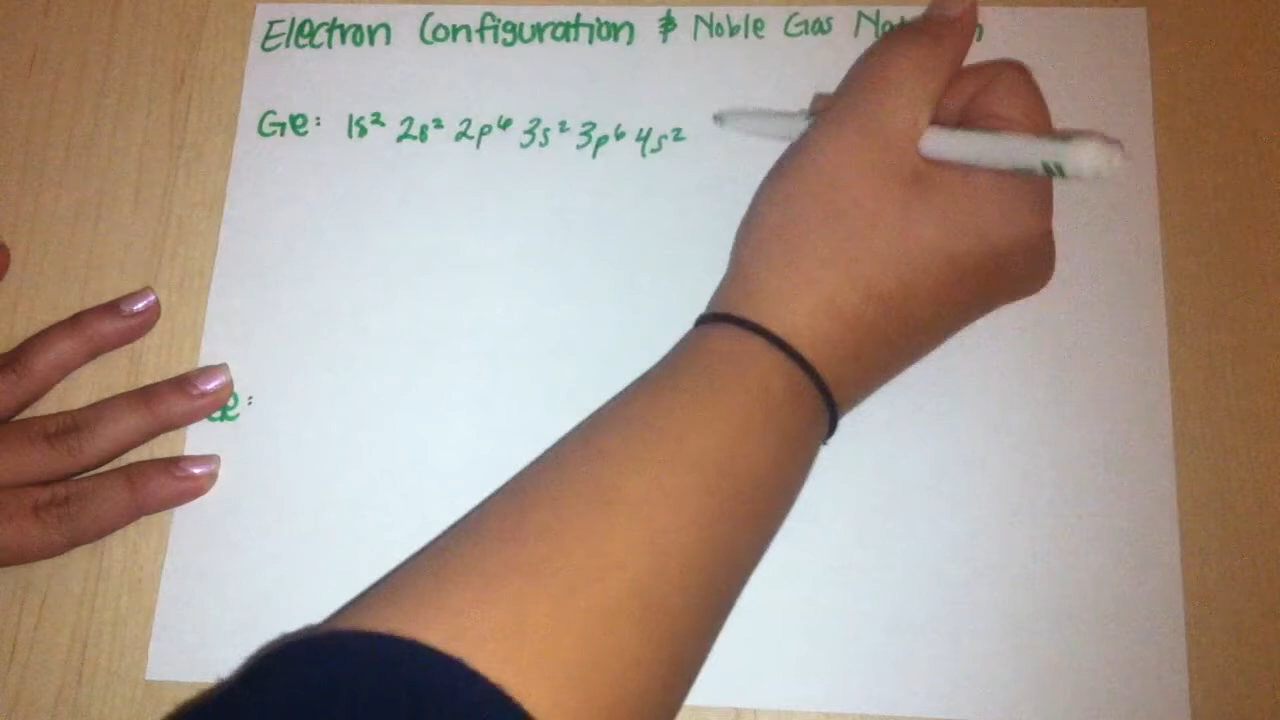 Electron Configuration & Noble Gas
Ge: 1s² 2s² 2p⁶ 3s² 3p⁶ 4s²